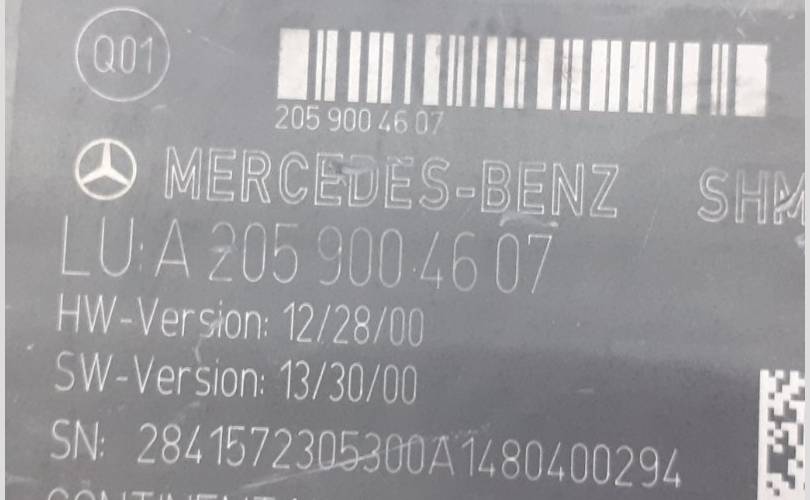 Q01
205 900 46 07
MERCEDES-BENZ SHM
LU: A 205 900 46 07
HW-Version: 12/28/00
SW-Version: 13/30/00
SN: 2841572305300A1480400294